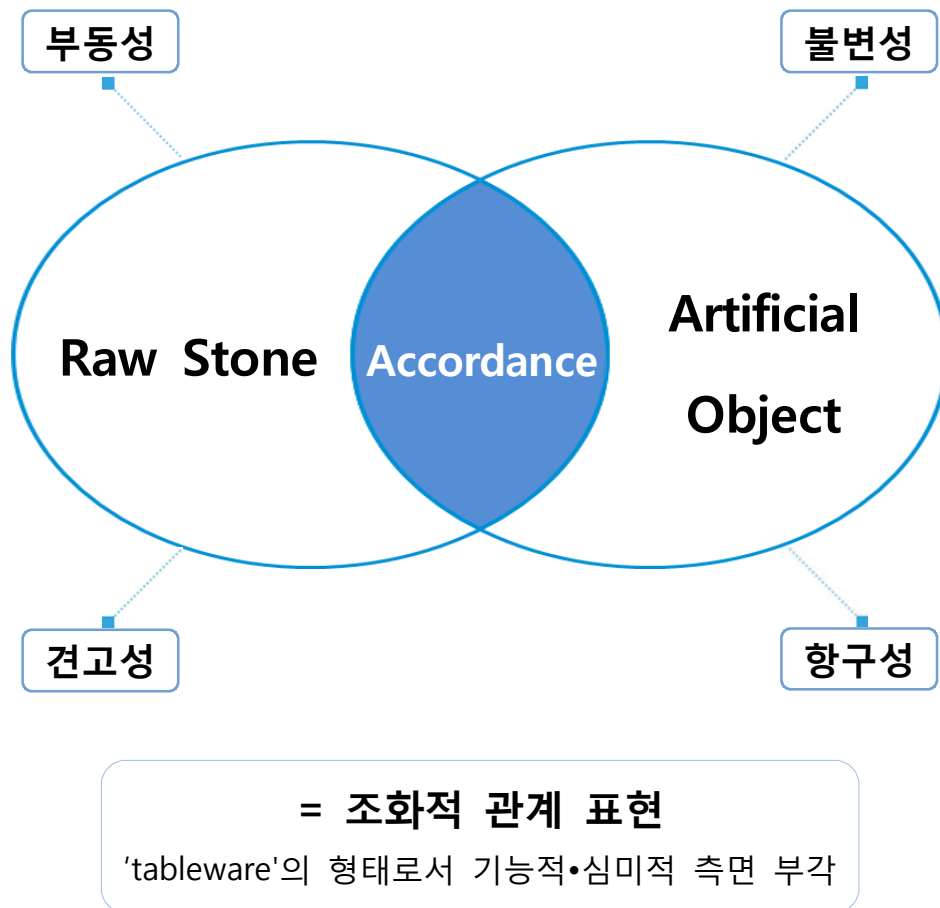 부동성
불변성
Raw Stone
Accordance
Artificial
Object
견고성
항구성
= 조화적 관계 표현
‘tableware'의 형태로서 기능적•심미적 측면 부각